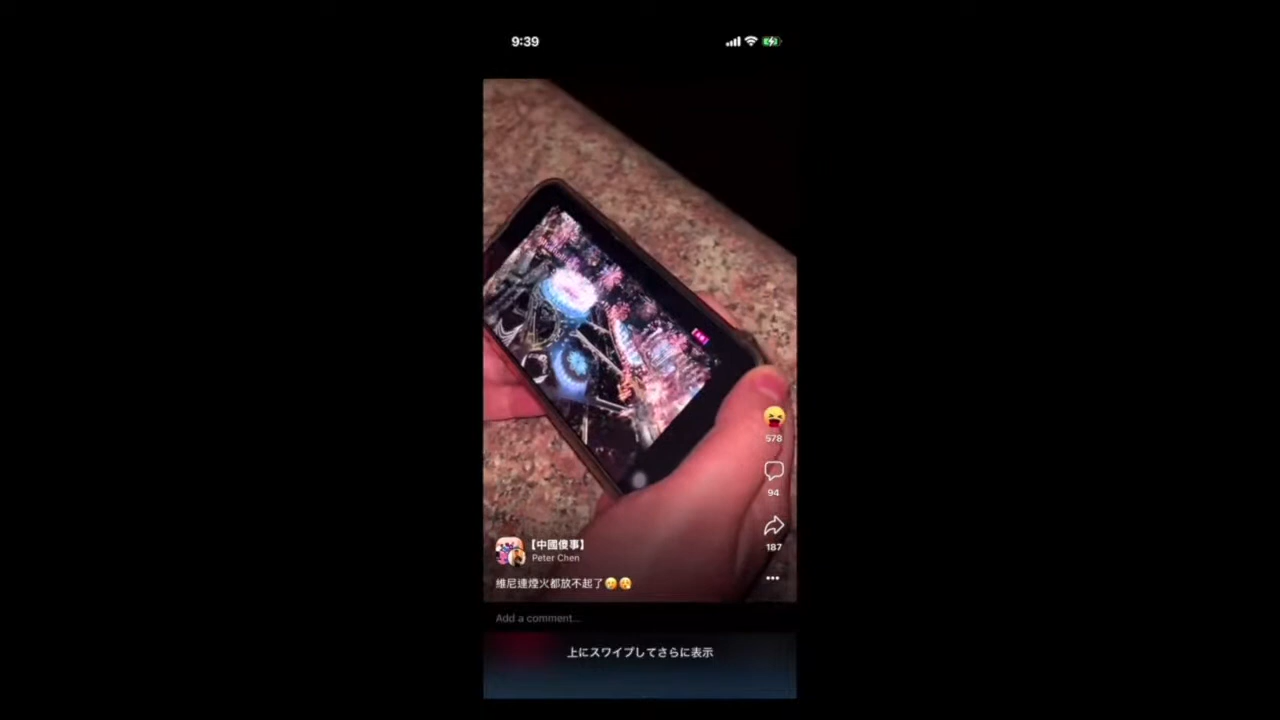 9:39
578
94
187
【中國傻事】
Peter Chen
維尼連煙火都放不起了🥲🫠
Add a comment...
上にスワイプしてさらに表示